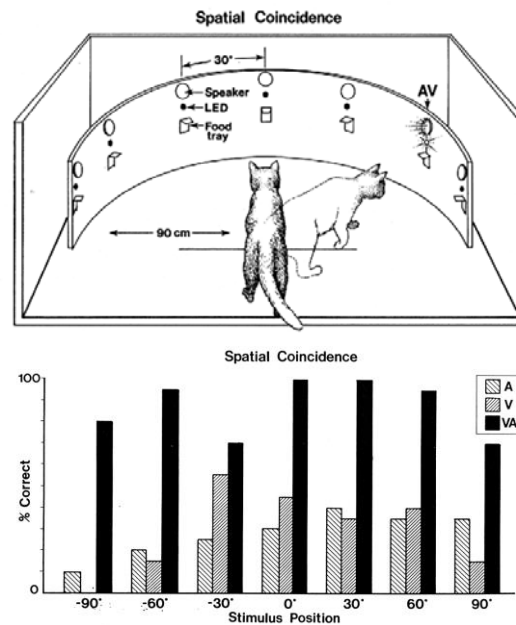 Spatial Coincidence
30°
Speaker
LED
Food
tray
AV
90 cm
Spatial Coincidence
100
A
V
VA
% Correct
0
-90° -60° -30° 0° 30° 60° 90°
Stimulus Position